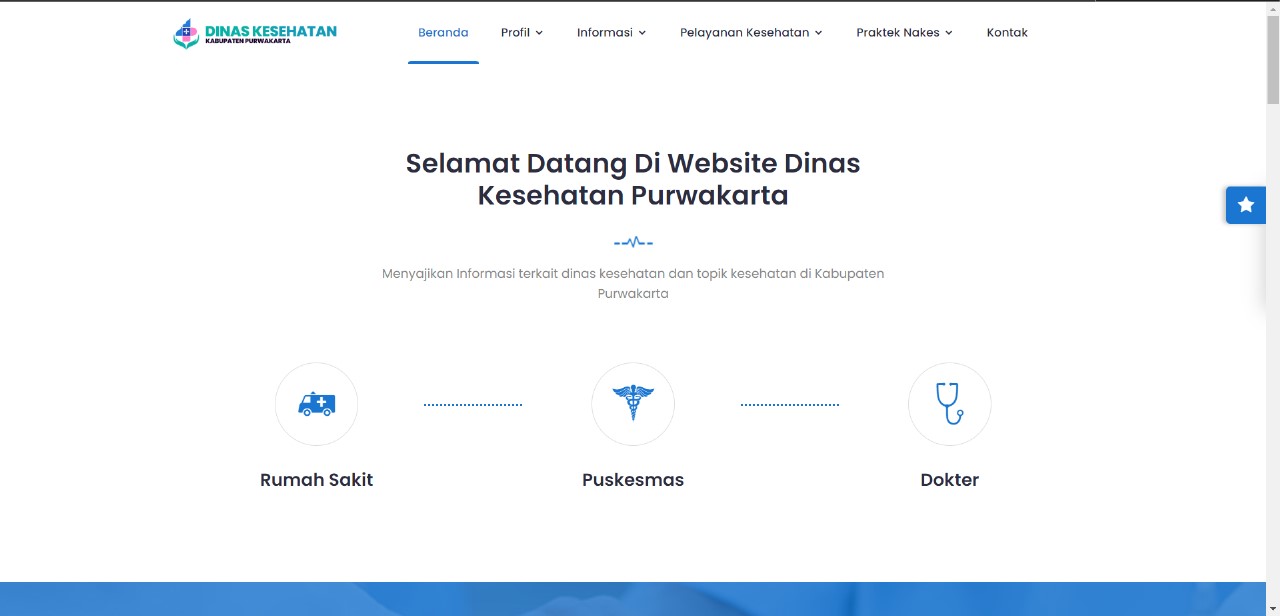 DINAS KESEHATAN
KABUPATEN PURWAKARTA
Beranda
Profil
Informasi
Pelayanan Kesehatan
Praktek Nakes
Kontak
Selamat Datang Di Website Dinas
Kesehatan Purwakarta
Menyajikan Informasi terkait dinas kesehatan dan topik kesehatan di Kabupaten
Purwakarta
Rumah Sakit
Puskesmas
Dokter